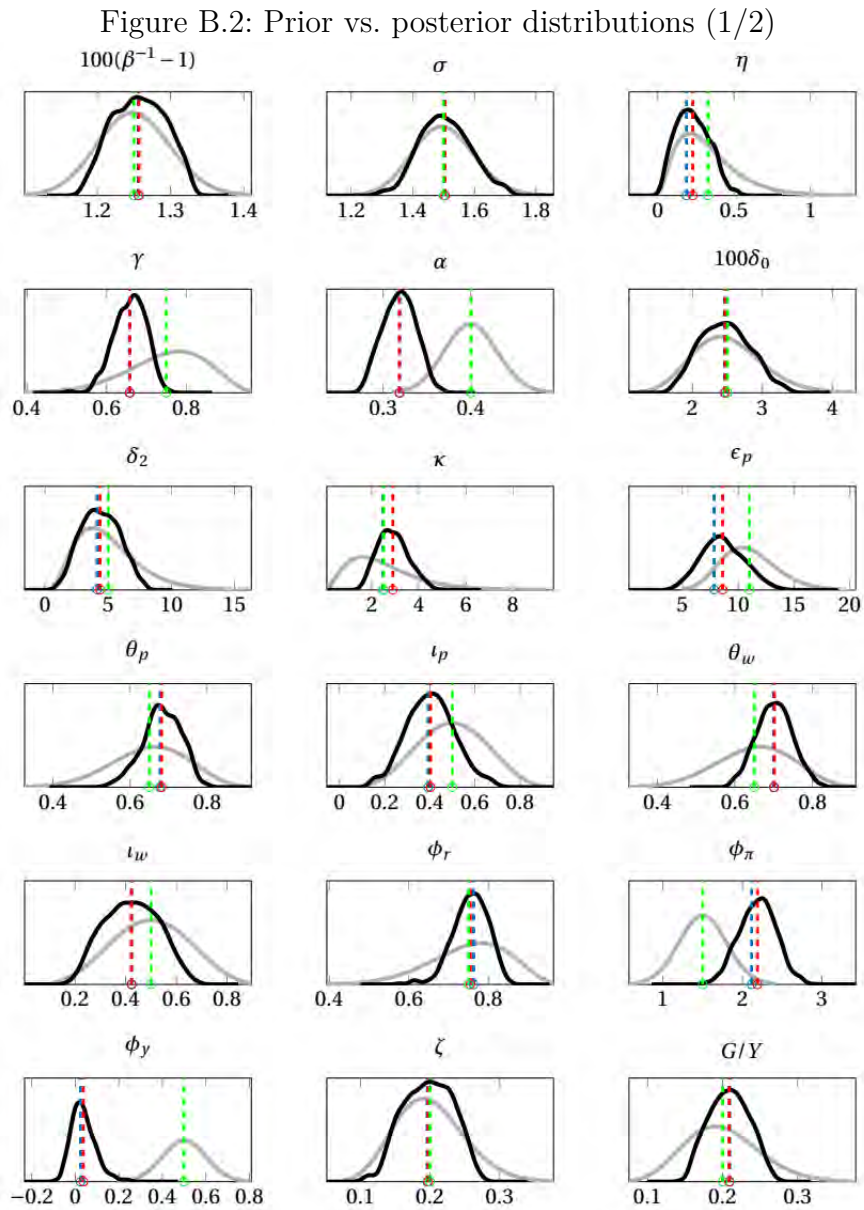 Figure B.2: Prior vs. posterior distributions (1/2)
100(β⁻¹ − 1) σ η
1.2 1.3 1.4 1.2 1.4 1.6 1.8 0 0.5 1
γ α 100δ₀
0.4 0.6 0.8 0.3 0.4 2 3 4
δ₂ κ ϵₚ
0 5 10 15 2 4 6 8 5 10 15 20
θₚ ιₚ θ_w
0.4 0.6 0.8 0 0.2 0.4 0.6 0.8 0.4 0.6 0.8
ι_w ϕᵣ ϕ_π
0.2 0.4 0.6 0.8 0.4 0.6 0.8 1 2 3
ϕ_y ζ G/Y
−0.2 0 0.2 0.4 0.6 0.8 0.1 0.2 0.3 0.1 0.2 0.3